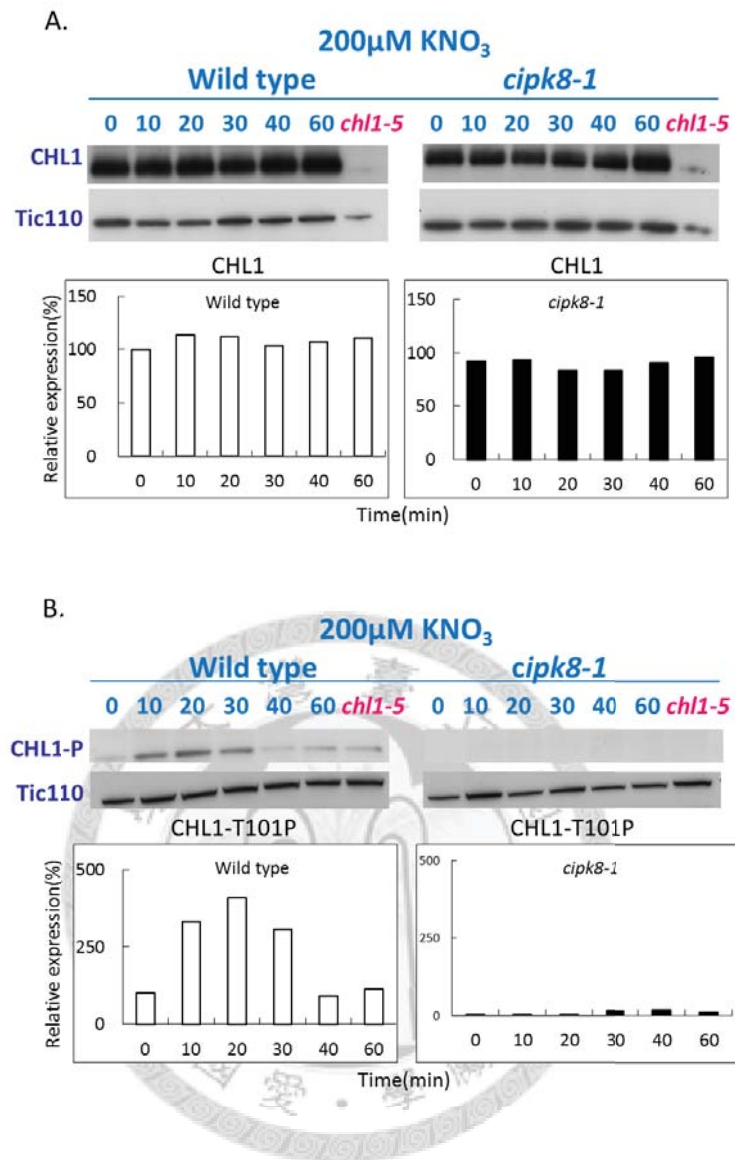 A.
200μM KNO3
Wild type cipk8-1
0 10 20 30 40 60 chl1-5 0 10 20 30 40 60 chl1-5
CHL1
Tic110
CHL1 CHL1
Relative expression(%)
150
100
50
0
Wild type
0 10 20 30 40 60
150
100
50
0
cipk8-1
0 10 20 30 40 60
Time(min)
B.
200μM KNO3
Wild type cipk8-1
0 10 20 30 40 60 chl1-5 0 10 20 30 40 60 chl1-5
CHL1-P
Tic110
CHL1-T101P CHL1-T101P
Relative expression(%)
500
250
0
Wild type
0 10 20 30 40 60
500
250
0
cipk8-1
0 10 20 30 40 60
Time(min)
愛·學